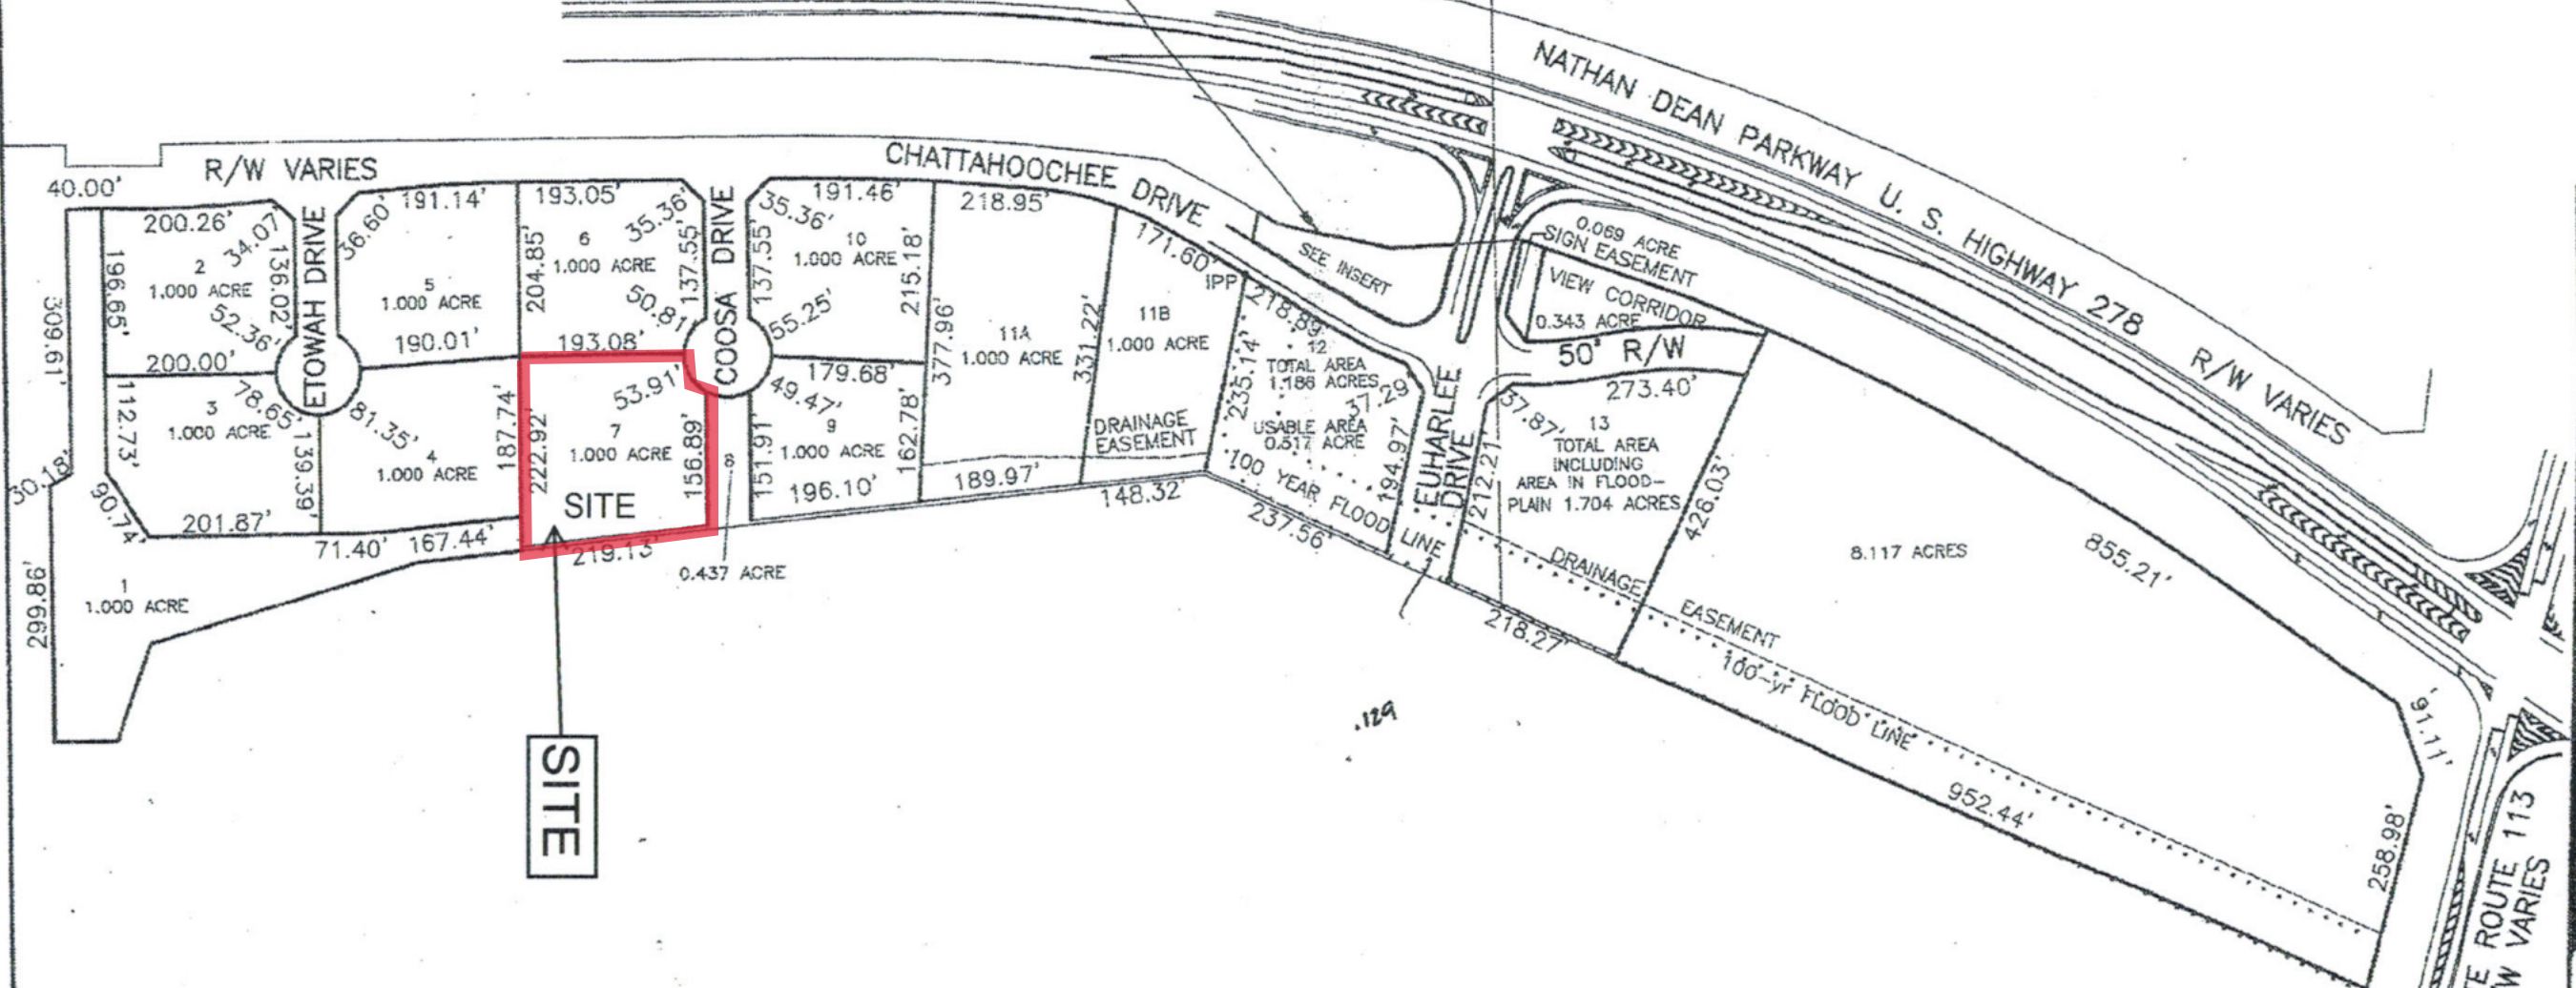 NATHAN DEAN PARKWAY U. S. HIGHWAY 278 R/W VARIES
R/W VARIES
CHATTAHOOCHEE DRIVE
40.00'
200.26'
34.07'
196.65'
2
1.000 ACRE
136.02'
52.36'
200.00'
ETOWAH DRIVE
36.60'
191.14'
5
1.000 ACRE
190.01'
193.05'
35.36'
204.85'
6
1.000 ACRE
137.55'
50.81'
193.08'
COOSA DRIVE
35.36'
191.46'
137.55'
10
1.000 ACRE
215.18'
55.25'
179.68'
218.95'
377.96'
11A
1.000 ACRE
331.22'
171.60'
11B
1.000 ACRE
IPP
DRAINAGE
EASEMENT
189.97'
148.32'
SEE INSERT
218.89'
235.14'
12
TOTAL AREA
1.186 ACRES
37.29'
USABLE AREA
0.517 ACRE
194.97'
100 YEAR FLOOD LINE
237.56'
EUHARLEE
DRIVE
0.069 ACRE
SIGN EASEMENT
VIEW CORRIDOR
0.343 ACRE
50' R/W
273.40'
37.87'
212.21'
13
TOTAL AREA
INCLUDING
AREA IN FLOOD-
PLAIN 1.704 ACRES
426.03'
218.27'
DRAINAGE EASEMENT
100-yr FLOOD LINE
8.117 ACRES
855.21'
91.11'
258.98'
952.44'
ROUTE 113
VARIES
309.61'
112.73'
3
1.000 ACRE
78.65'
139.39'
30.18'
90.74'
201.87'
81.35'
4
1.000 ACRE
187.74'
71.40'
167.44'
53.91'
222.92'
7
1.000 ACRE
156.89'
SITE
219.13'
8
0.437 ACRE
151.91'
49.47'
9
1.000 ACRE
162.78'
196.10'
299.86'
1
1.000 ACRE
SITE
.129